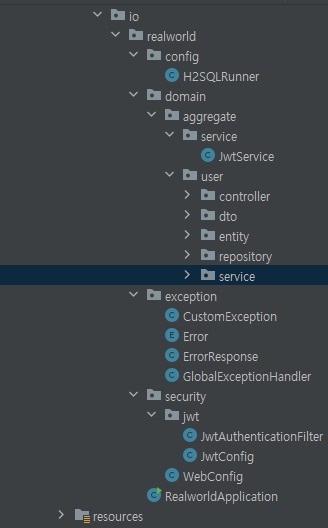 io
realworld
config
H2SQLRunner
domain
aggregate
service
JwtService
user
controller
dto
entity
repository
service
exception
CustomException
Error
ErrorResponse
GlobalExceptionHandler
security
jwt
JwtAuthenticationFilter
JwtConfig
WebConfig
RealworldApplication
resources